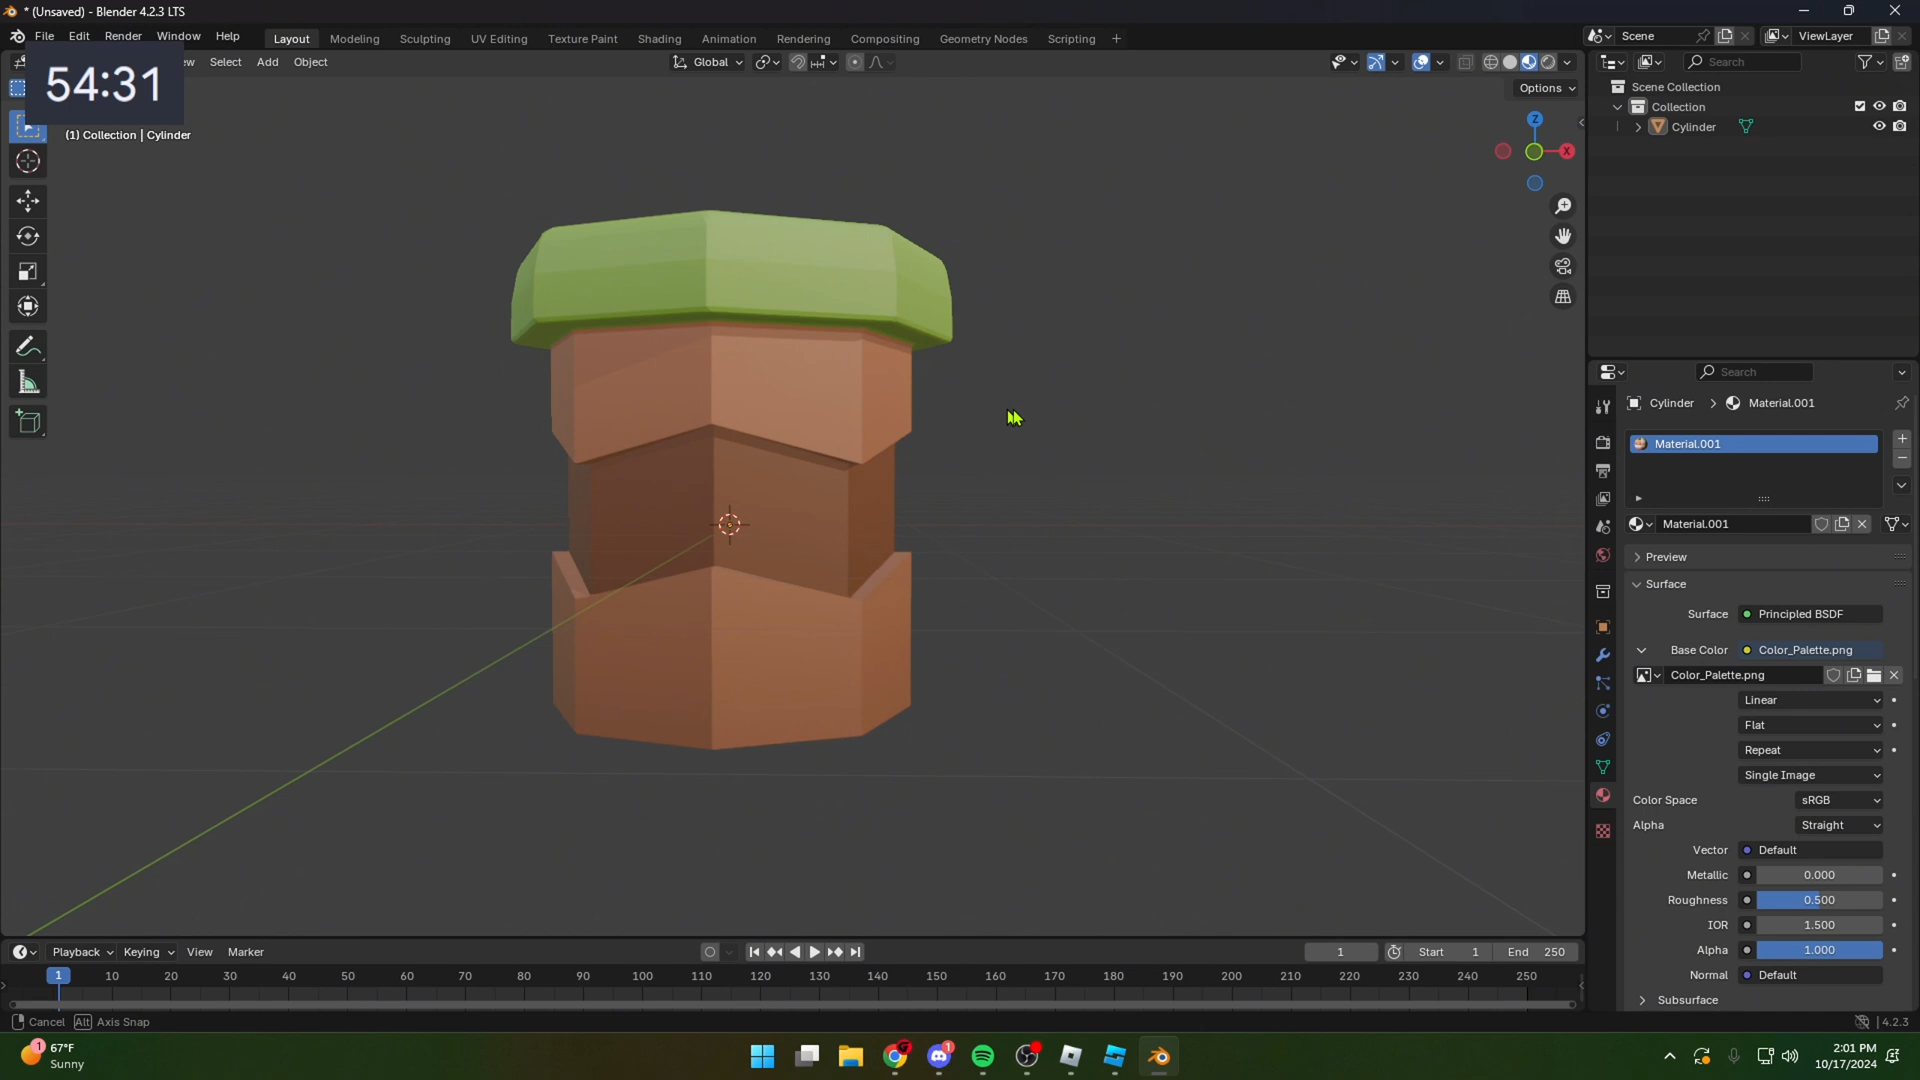 * (Unsaved) - Blender 4.2.3 LTS
File Edit Render Window Help Layout Modeling Sculpting UV Editing Texture Paint Shading Animation Rendering Compositing Geometry Nodes Scripting + Scene ViewLayer
54:31
Select Add Object Global Search
Options
Scene Collection
Collection
(1) Collection | Cylinder
Cylinder
Z
X
Search
Cylinder > Material.001
Material.001
Material.001
Preview
Surface
Surface Principled BSDF
Base Color Color_Palette.png
Color_Palette.png
Linear
Flat
Repeat
Single Image
Color Space sRGB
Alpha Straight
Vector Default
Metallic 0.000
Roughness 0.500
IOR 1.500
Alpha 1.000
Normal Default
Subsurface
Playback Keying View Marker 1 Start 1 End 250
1 10 20 30 40 50 60 70 80 90 100 110 120 130 140 150 160 170 180 190 200 210 220 230 240 250
Cancel Alt Axis Snap 4.2.3
1 67°F
Sunny
1
2:01 PM
10/17/2024